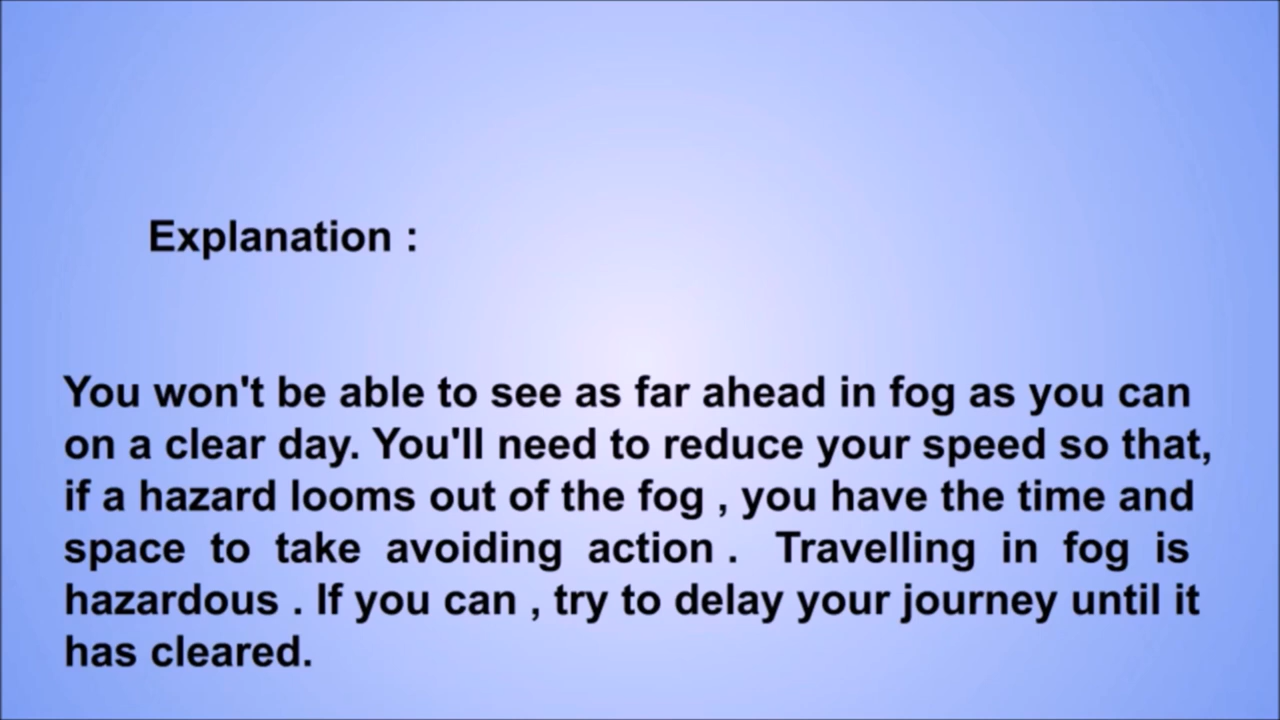 Explanation :
You won't be able to see as far ahead in fog as you can
on a clear day. You'll need to reduce your speed so that,
if a hazard looms out of the fog , you have the time and
space to take avoiding action . Travelling in fog is
hazardous . If you can , try to delay your journey until it
has cleared.